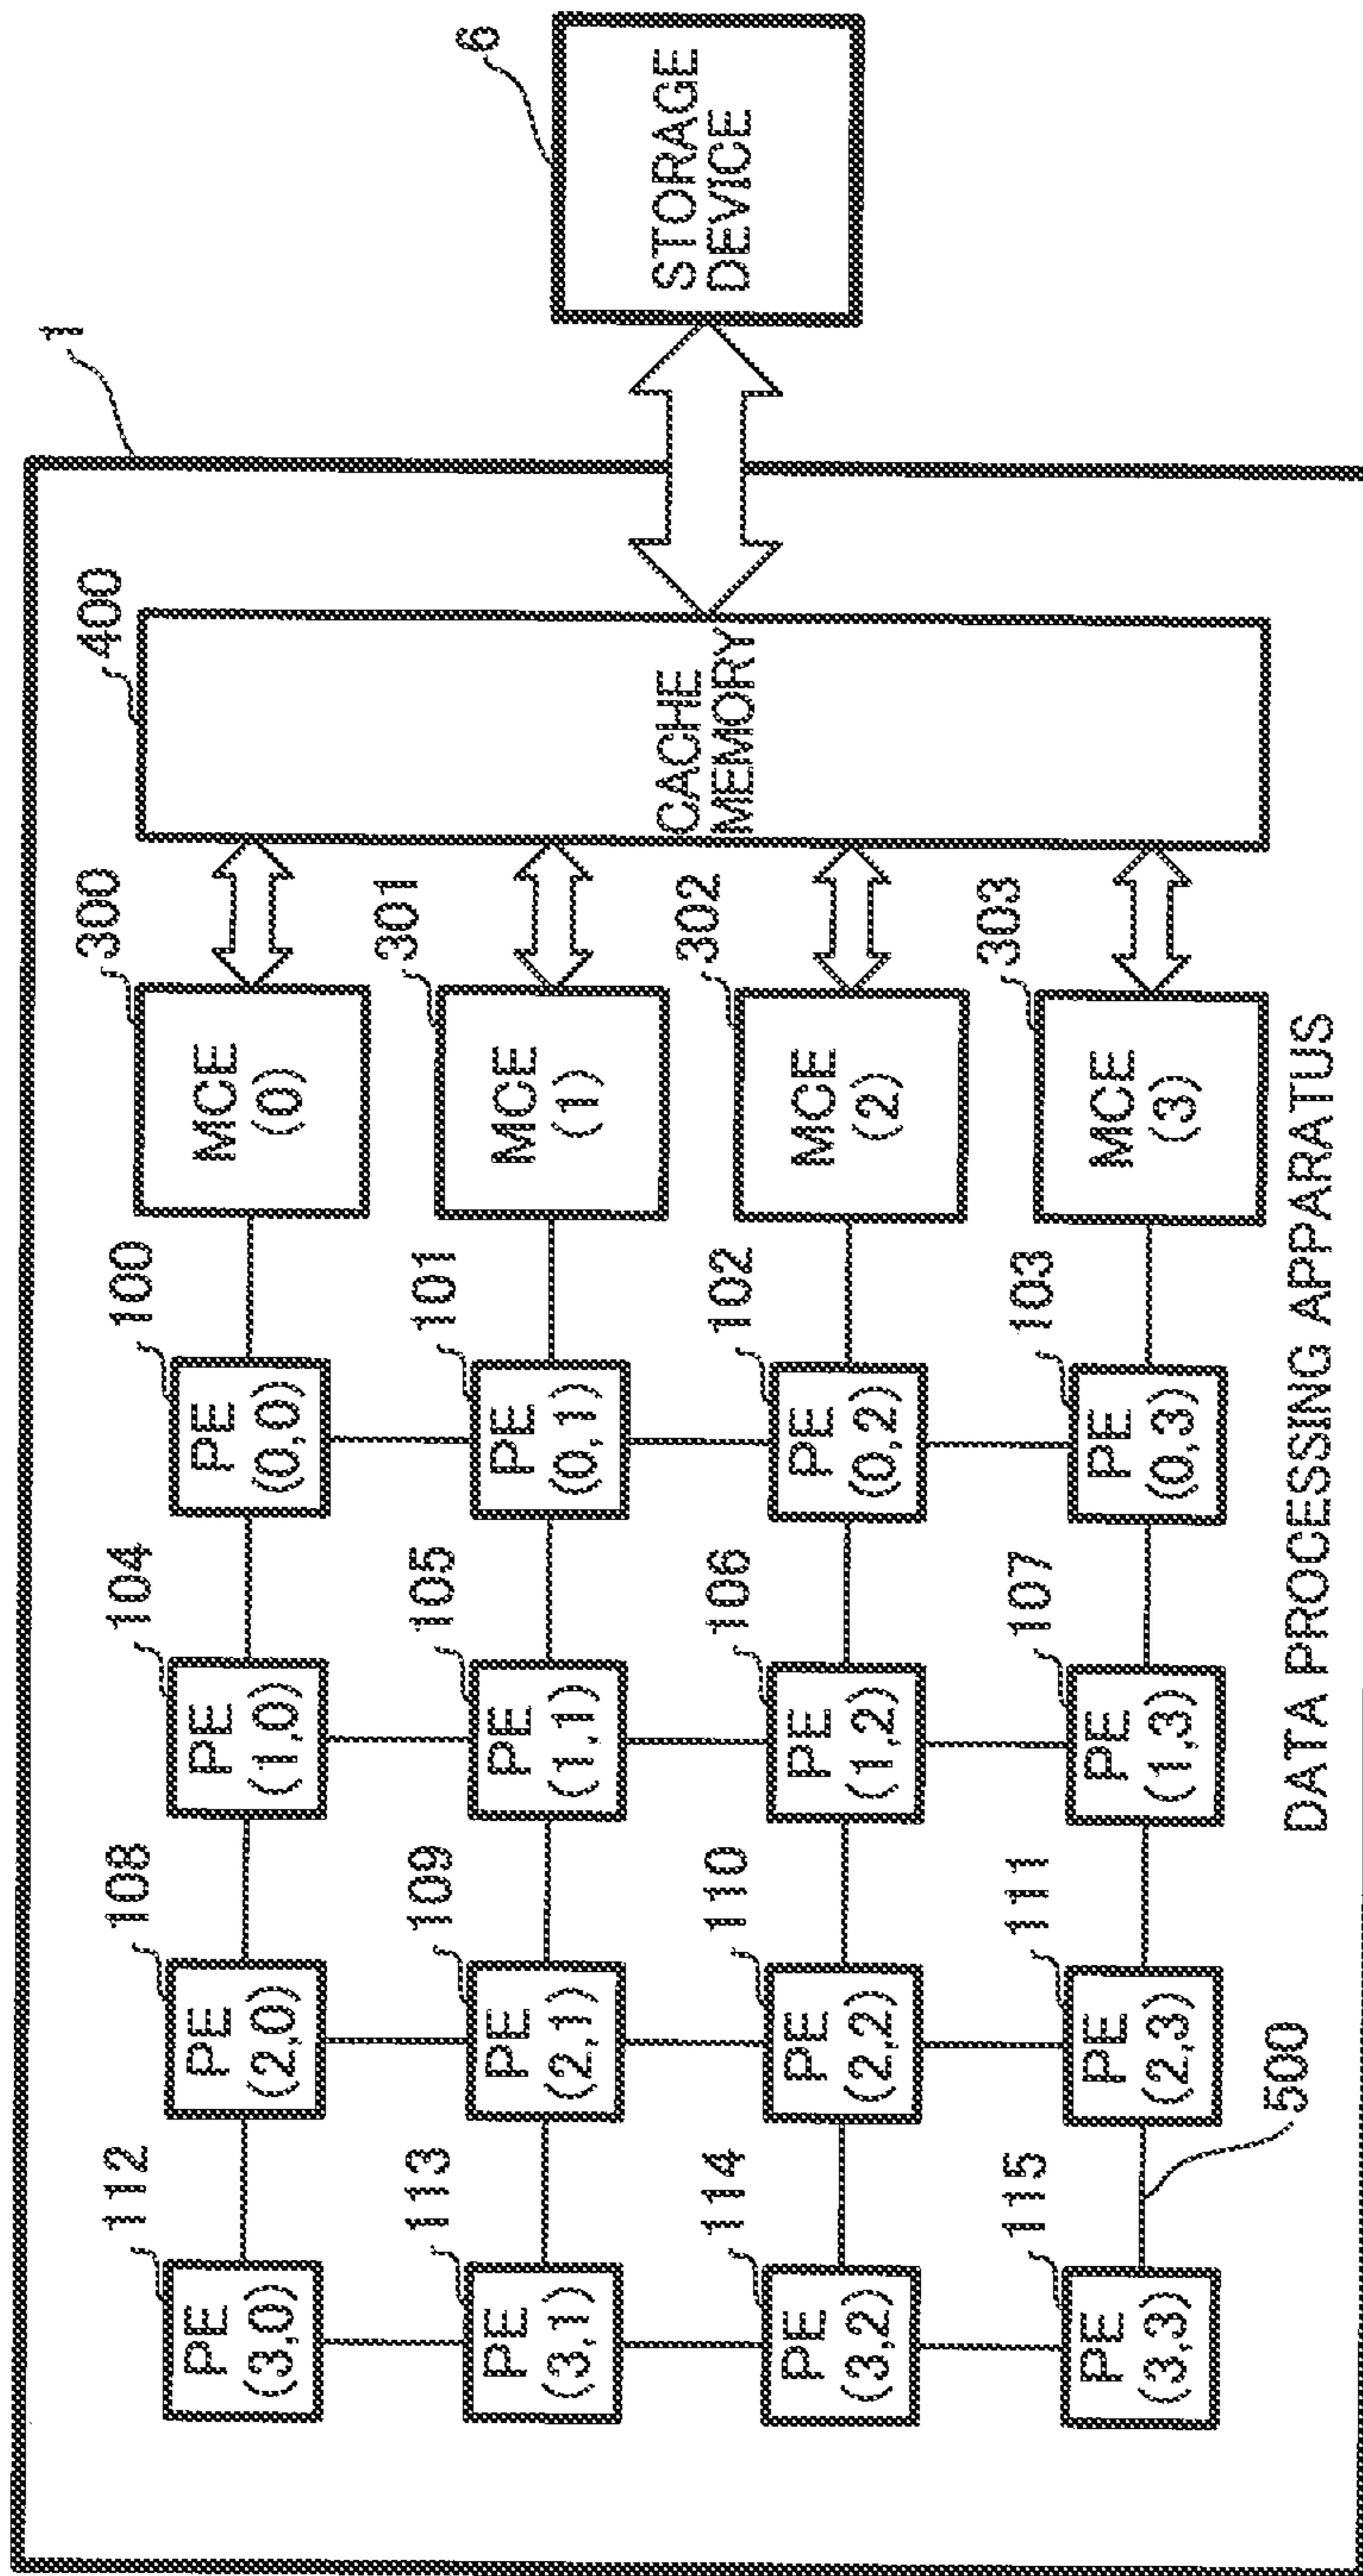 1
6
STORAGE
DEVICE
400
CACHE
MEMORY
300
MCE
(0)
301
MCE
(1)
302
MCE
(2)
303
MCE
(3)
100
PE
(0,0)
101
PE
(0,1)
102
PE
(0,2)
103
PE
(0,3)
104
PE
(1,0)
105
PE
(1,1)
106
PE
(1,2)
107
PE
(1,3)
108
PE
(2,0)
109
PE
(2,1)
110
PE
(2,2)
111
PE
(2,3)
112
PE
(3,0)
113
PE
(3,1)
114
PE
(3,2)
115
PE
(3,3)
500
DATA PROCESSING APPARATUS